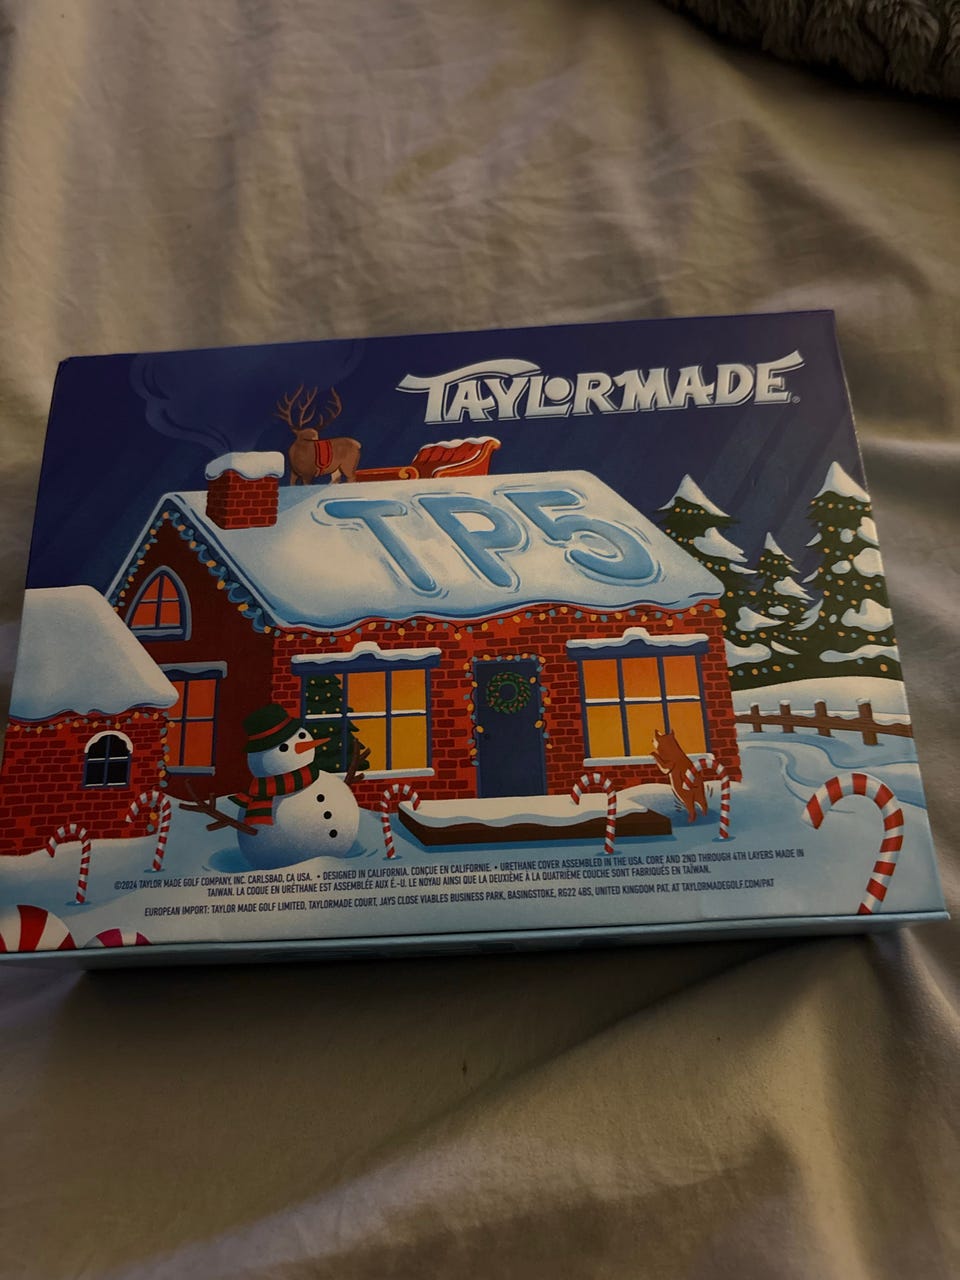 TAYLORMADE®
TP5
©2024 TAYLOR MADE GOLF COMPANY, INC. CARLSBAD, CA USA. • DESIGNED IN CALIFORNIA. CONÇUE EN CALIFORNIE. • URETHANE COVER ASSEMBLED IN THE USA. CORE AND 2ND THROUGH 4TH LAYERS MADE IN
TAIWAN. LA COQUE EN URÉTHANE EST ASSEMBLÉE AUX É.-U. LE NOYAU AINSI QUE LA DEUXIÈME À LA QUATRIÈME COUCHE SONT FABRIQUÉS EN TAÏWAN.
EUROPEAN IMPORT: TAYLOR MADE GOLF LIMITED, TAYLORMADE COURT, JAYS CLOSE VIABLES BUSINESS PARK, BASINGSTOKE, RG22 4BS, UNITED KINGDOM PAT. AT TAYLORMADEGOLF.COM/PAT